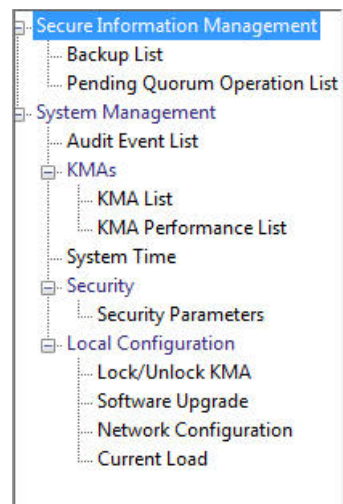 Secure Information Management
Backup List
Pending Quorum Operation List
System Management
Audit Event List
KMAs
KMA List
KMA Performance List
System Time
Security
Security Parameters
Local Configuration
Lock/Unlock KMA
Software Upgrade
Network Configuration
Current Load